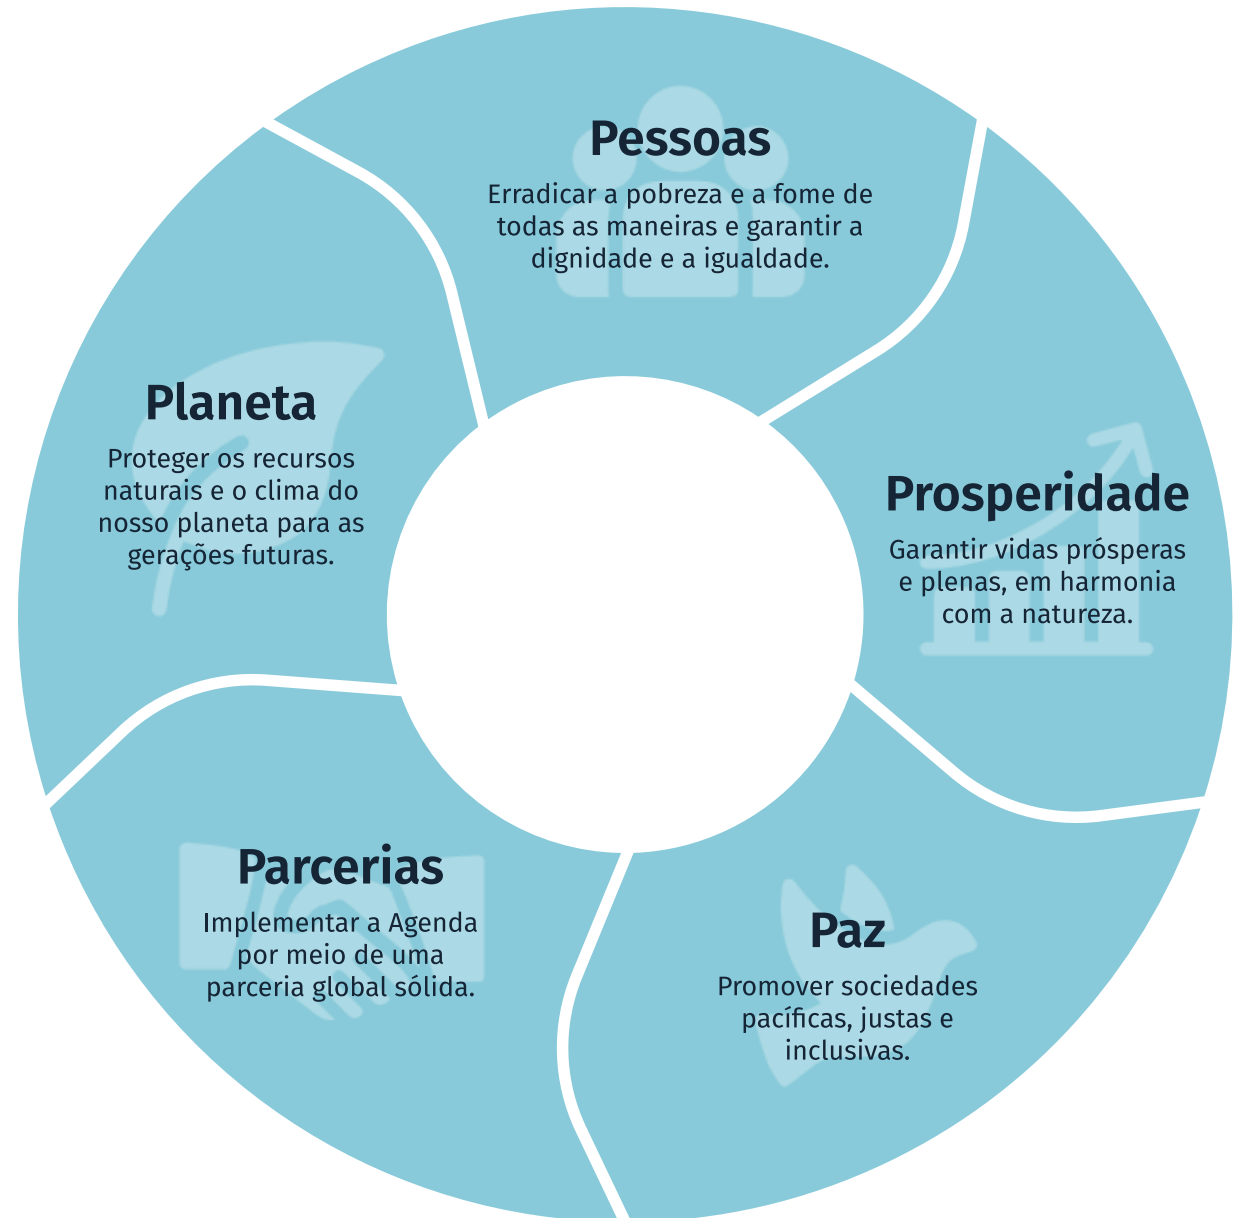 Pessoas
Erradicar a pobreza e a fome de
todas as maneiras e garantir a
dignidade e a igualdade.
Prosperidade
Garantir vidas prósperas
e plenas, em harmonia
com a natureza.
Paz
Promover sociedades
pacíficas, justas e
inclusivas.
Parcerias
Implementar a Agenda
por meio de uma
parceria global sólida.
Planeta
Proteger os recursos
naturais e o clima do
nosso planeta para as
gerações futuras.